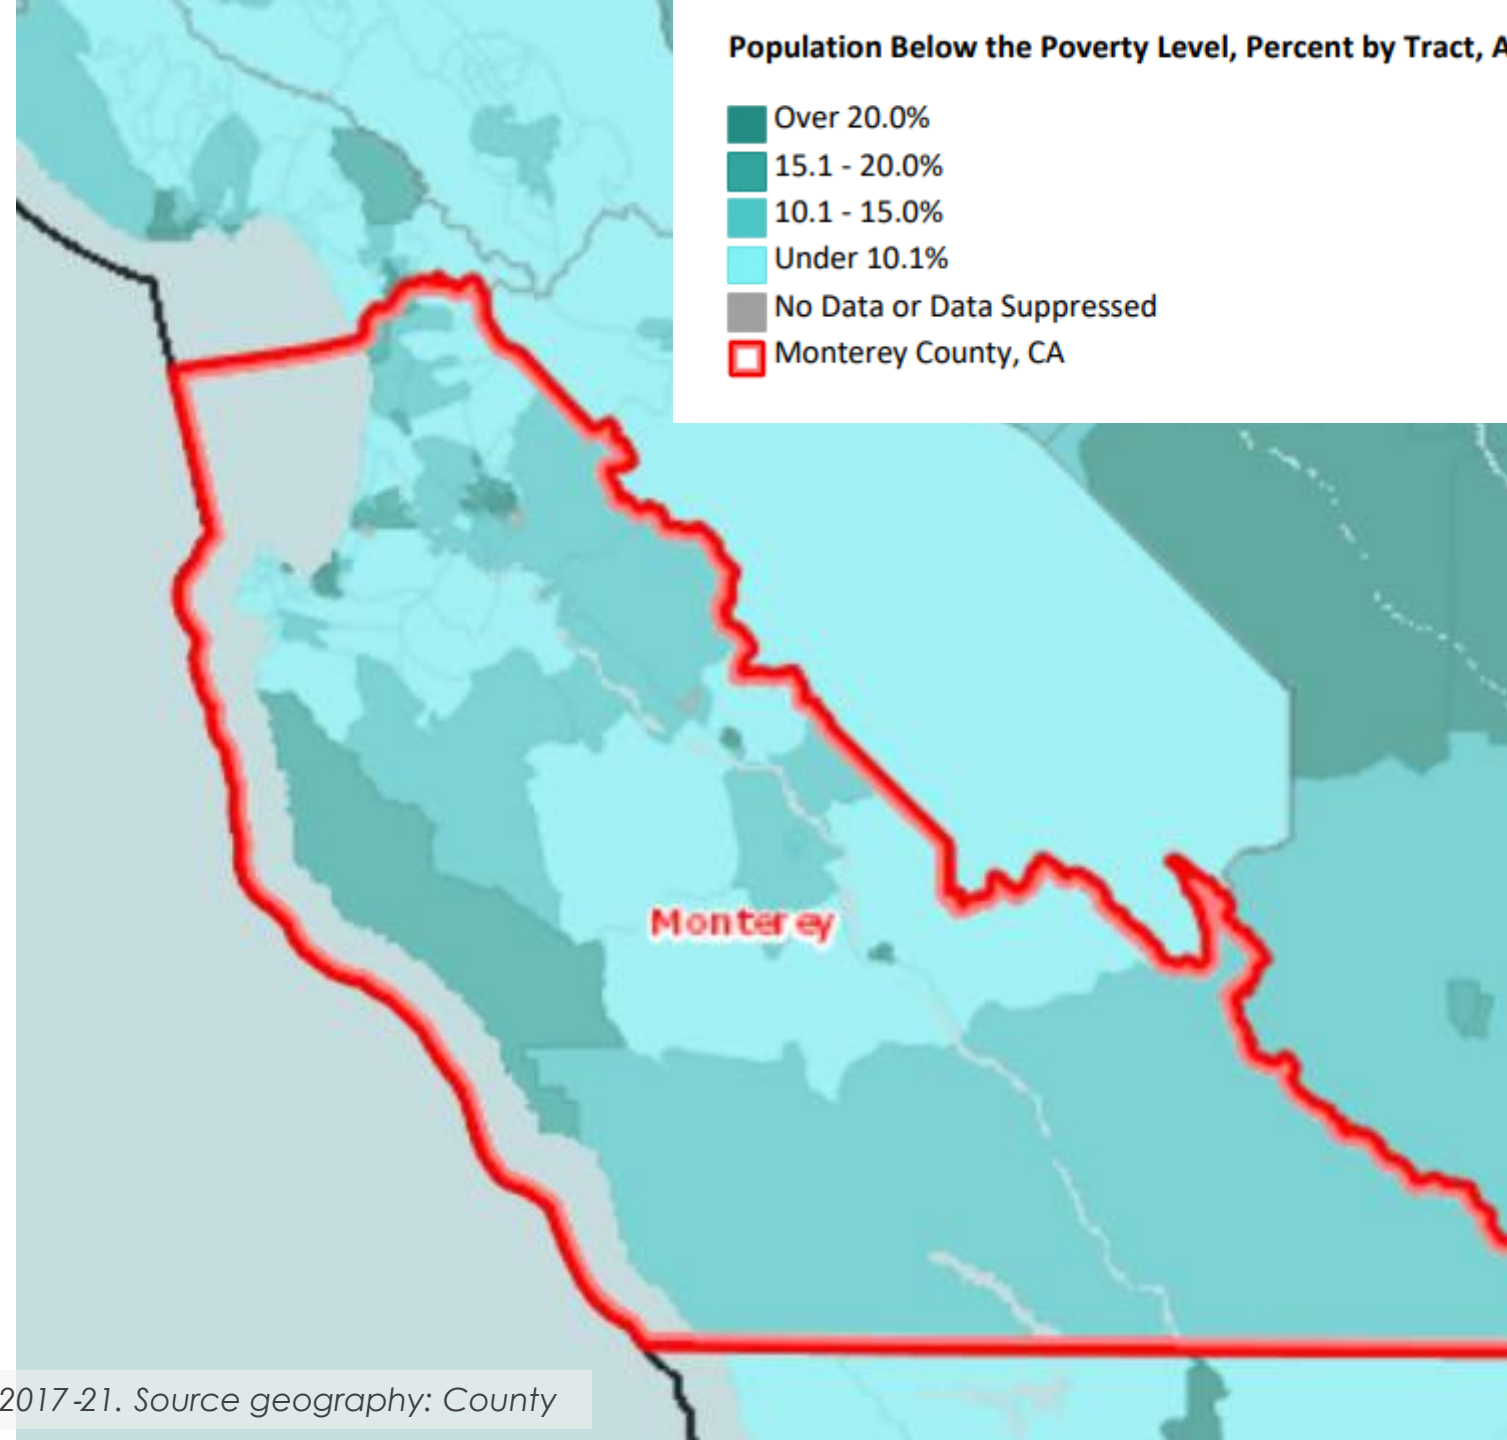 Population Below the Poverty Level, Percent by Tract, A
Over 20.0%
15.1 - 20.0%
10.1 - 15.0%
Under 10.1%
No Data or Data Suppressed
Monterey County, CA
Monterey
2017-21. Source geography: County